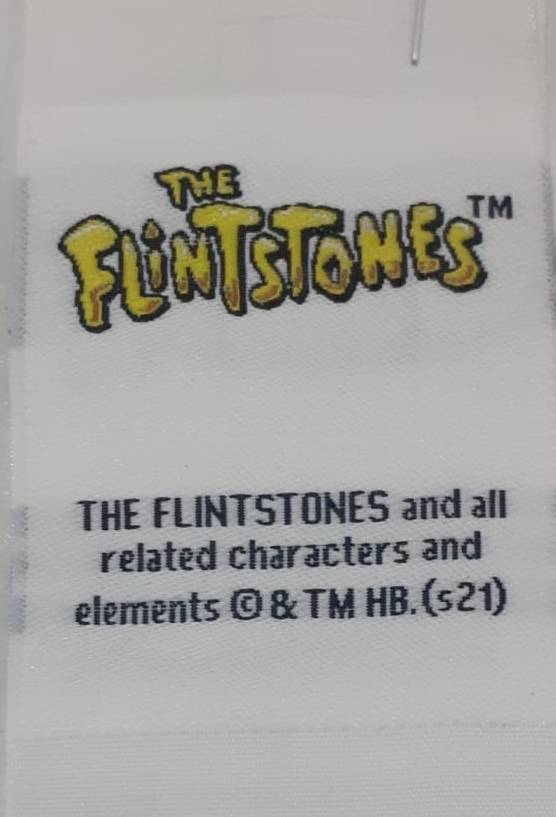 THE
FLINTSTONES™
THE FLINTSTONES and all
related characters and
elements © & TM HB. (s21)